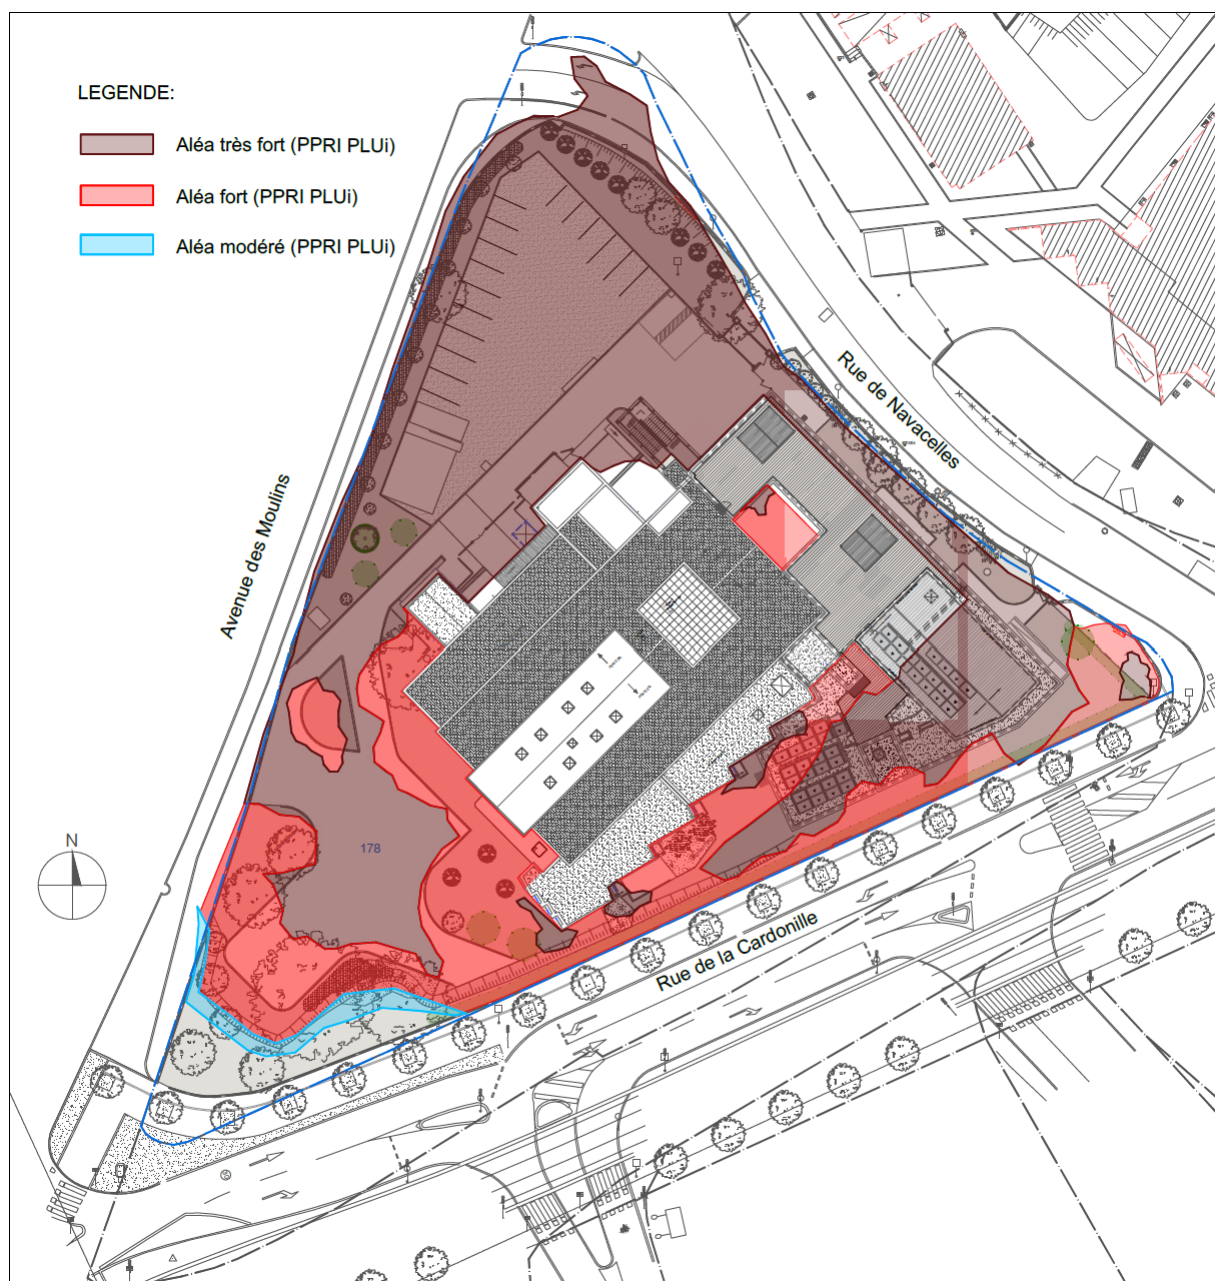 LEGENDE:
Aléa très fort (PPRI PLUi)
Aléa fort (PPRI PLUi)
Aléa modéré (PPRI PLUi)
Rue de Navacelles
Avenue des Moulins
N
178
Rue de la Cardonille